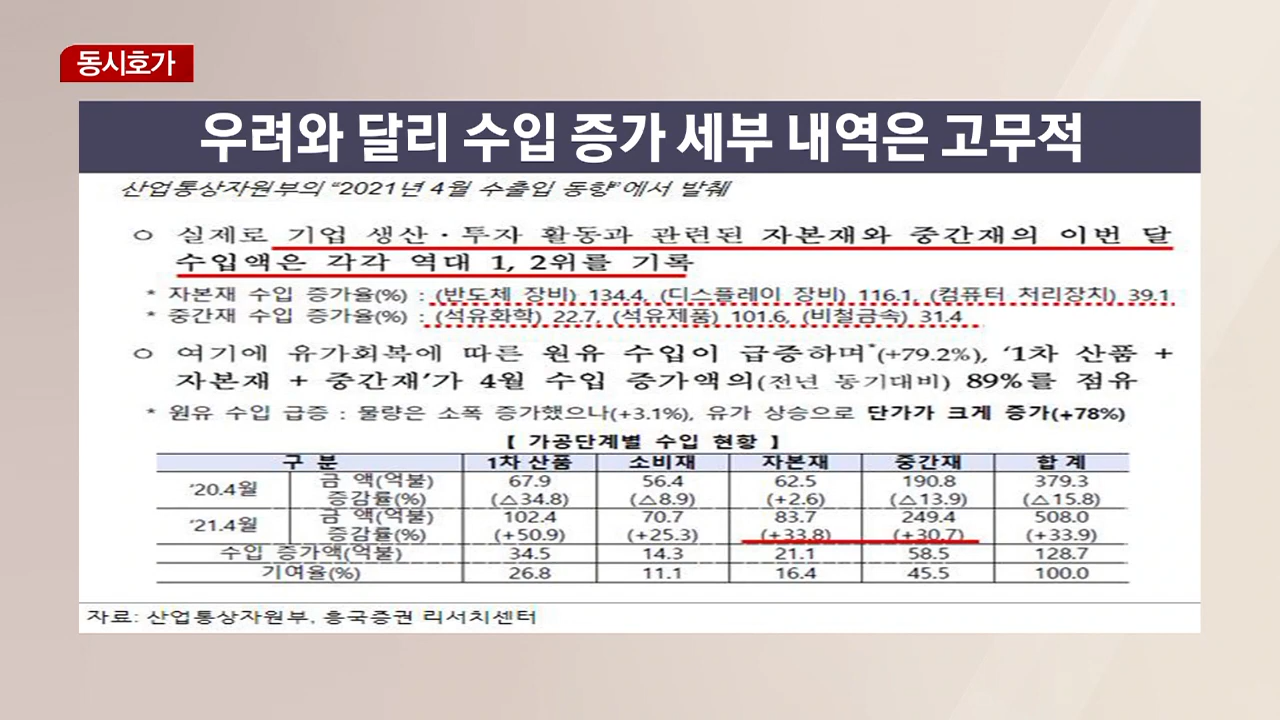 동시호가
우려와 달리 수입 증가 세부 내역은 고무적
산업통상자원부의 "2021년 4월 수출입 동향"에서 발췌
○ 실제로 기업 생산·투자 활동과 관련된 자본재와 중간재의 이번 달
수입액은 각각 역대 1, 2위를 기록
* 자본재 수입 증가율(%) : (반도체 장비) 134.4, (디스플레이 장비) 116.1, (컴퓨터 처리장치) 39.1
* 중간재 수입 증가율(%) : (석유화학) 22.7, (석유제품) 101.6, (비철금속) 31.4
○ 여기에 유가회복에 따른 원유 수입이 급증하며*(+79.2%), '1차 산품 +
자본재 + 중간재'가 4월 수입 증가액의(전년 동기대비) 89%를 점유
* 원유 수입 급증 : 물량은 소폭 증가했으나(+3.1%), 유가 상승으로 단가가 크게 증가(+78%)
【 가공단계별 수입 현황 】
구 분 1차 산품 소비재 자본재 중간재 합 계
'20.4월 금 액(억불) 67.9 56.4 62.5 190.8 379.3
증감률(%) (△34.8) (△8.9) (+2.6) (△13.9) (△15.8)
'21.4월 금 액(억불) 102.4 70.7 83.7 249.4 508.0
증감률(%) (+50.9) (+25.3) (+33.8) (+30.7) (+33.9)
수입 증가액(억불) 34.5 14.3 21.1 58.5 128.7
기여율(%) 26.8 11.1 16.4 45.5 100.0
자료: 산업통상자원부, 흥국증권 리서치센터